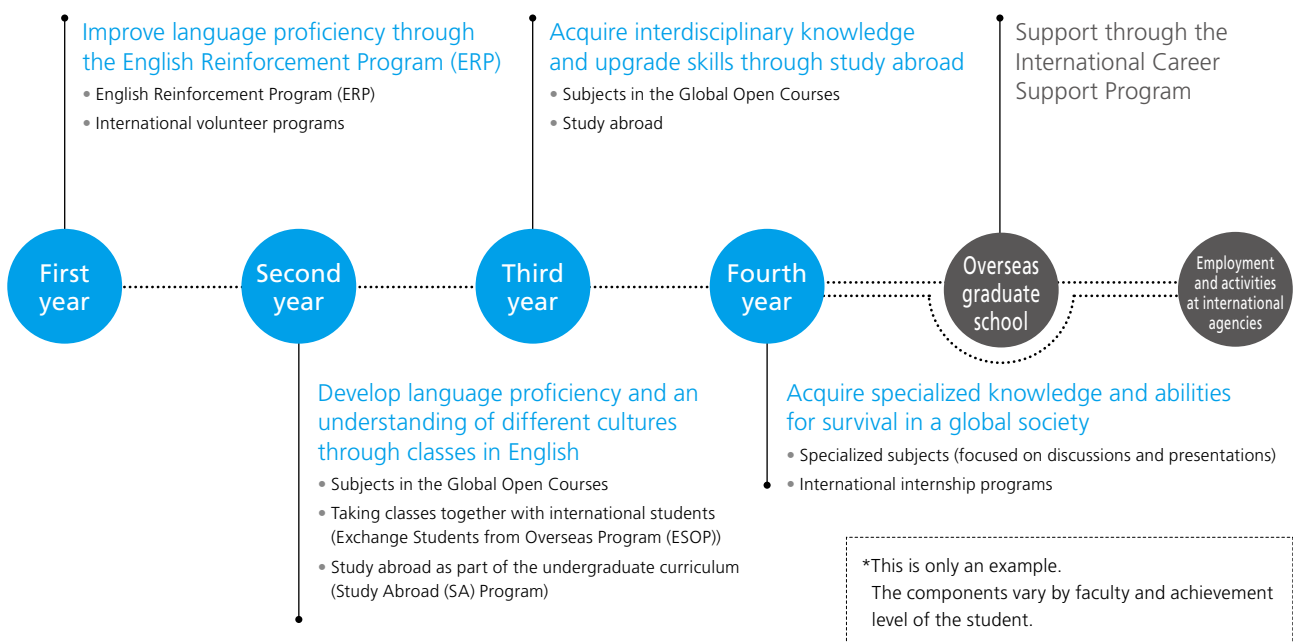 Improve language proficiency through
the English Reinforcement Program (ERP)
• English Reinforcement Program (ERP)
• International volunteer programs
Acquire interdisciplinary knowledge
and upgrade skills through study abroad
• Subjects in the Global Open Courses
• Study abroad
Support through the
International Career
Support Program
First
year
Second
year
Third
year
Fourth
year
Overseas
graduate
school
Employment
and activities
at international
agencies
Develop language proficiency and an
understanding of different cultures
through classes in English
• Subjects in the Global Open Courses
• Taking classes together with international students
(Exchange Students from Overseas Program (ESOP))
• Study abroad as part of the undergraduate curriculum
(Study Abroad (SA) Program)
Acquire specialized knowledge and abilities
for survival in a global society
• Specialized subjects (focused on discussions and presentations)
• International internship programs
*This is only an example.
The components vary by faculty and achievement
level of the student.